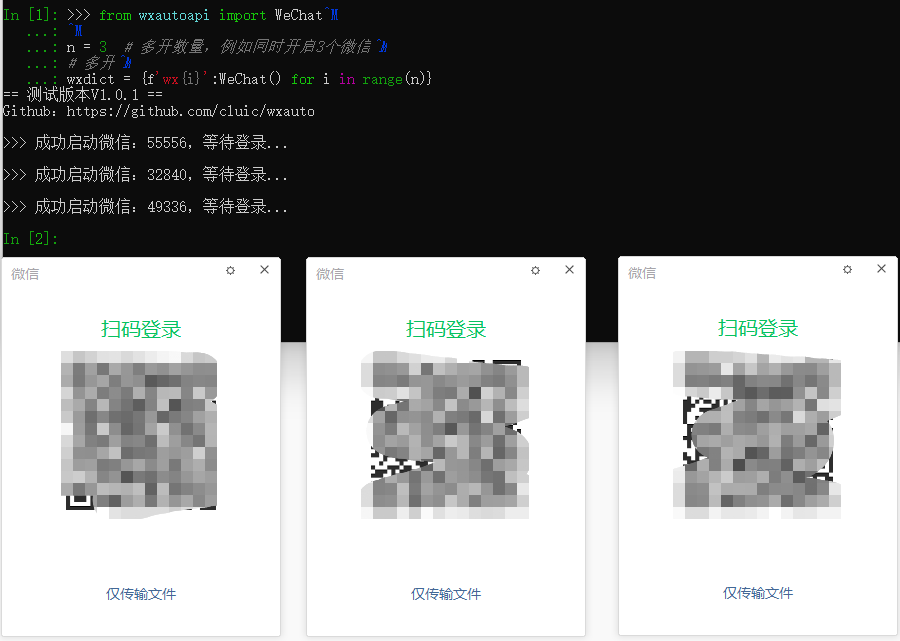 In [1]: >>> from wxautoapi import WeChat^M
   ...: ^M
   ...: n = 3  # 多开数量，例如同时开启3个微信^M
   ...: # 多开^M
   ...: wxdict = {f'wx{i}':WeChat() for i in range(n)}
== 测试版本V1.0.1 ==
Github：https://github.com/cluic/wxauto
>>> 成功启动微信：55556，等待登录...
>>> 成功启动微信：32840，等待登录...
>>> 成功启动微信：49336，等待登录...
In [2]:
微信
扫码登录
仅传输文件
微信
扫码登录
仅传输文件
微信
扫码登录
仅传输文件